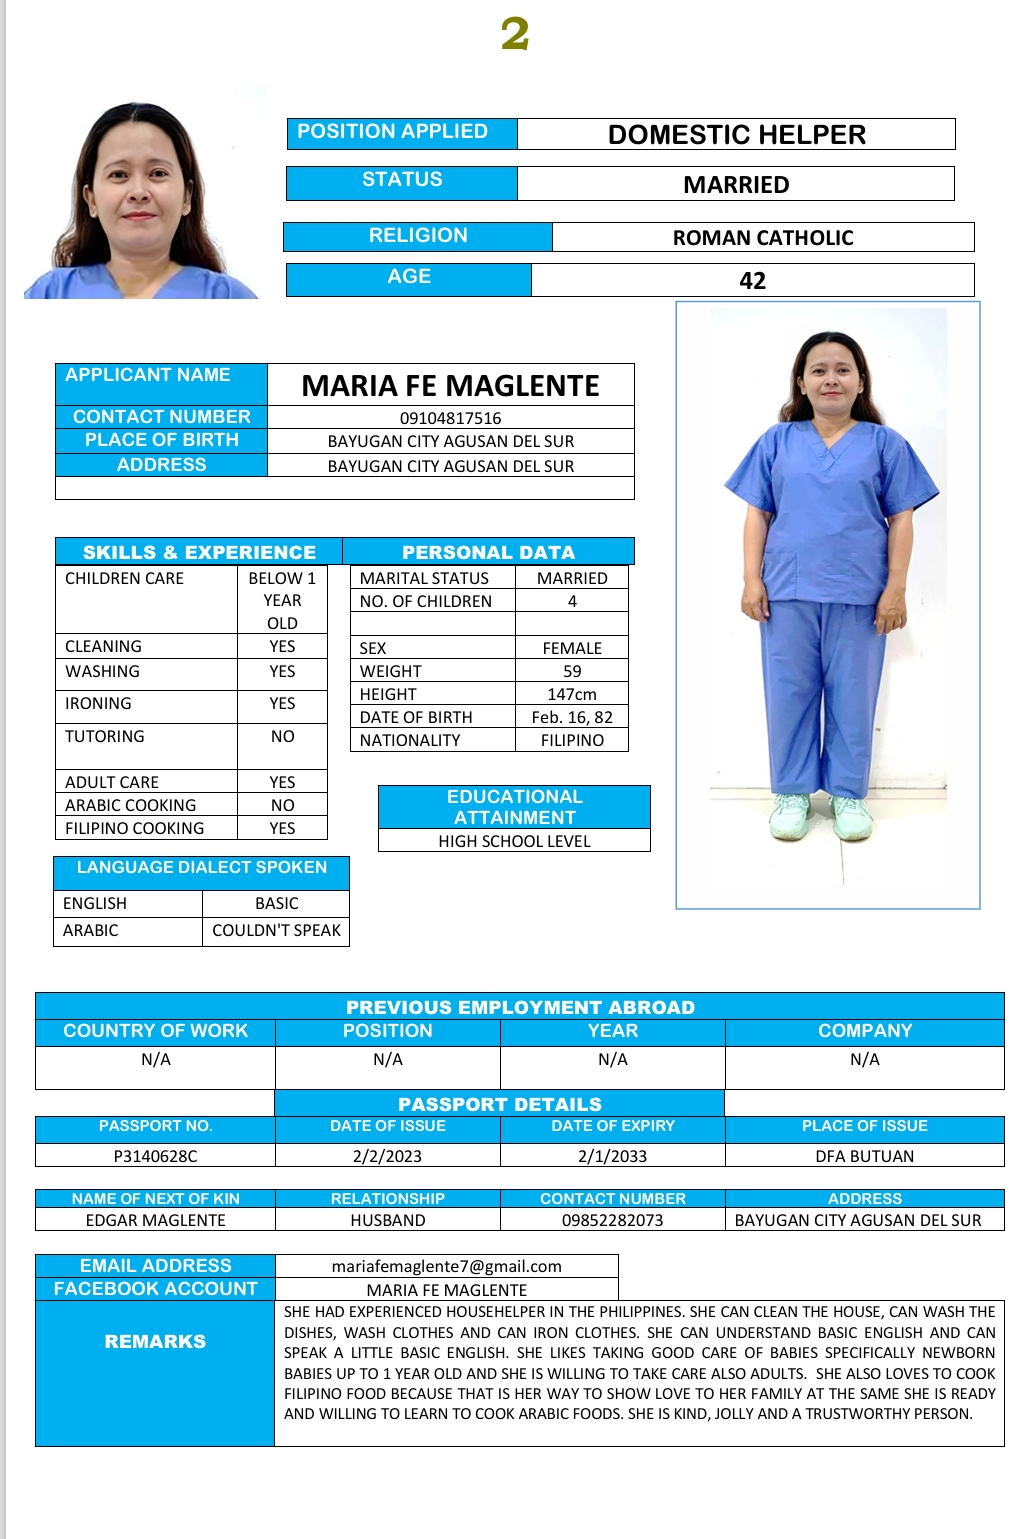 2
POSITION APPLIED DOMESTIC HELPER
STATUS MARRIED
RELIGION ROMAN CATHOLIC
AGE 42
APPLICANT NAME MARIA FE MAGLENTE
CONTACT NUMBER 09104817516
PLACE OF BIRTH BAYUGAN CITY AGUSAN DEL SUR
ADDRESS BAYUGAN CITY AGUSAN DEL SUR
SKILLS & EXPERIENCE
CHILDREN CARE BELOW 1
YEAR
OLD
CLEANING YES
WASHING YES
IRONING YES
TUTORING NO
ADULT CARE YES
ARABIC COOKING NO
FILIPINO COOKING YES
PERSONAL DATA
MARITAL STATUS MARRIED
NO. OF CHILDREN 4
SEX FEMALE
WEIGHT 59
HEIGHT 147cm
DATE OF BIRTH Feb. 16, 82
NATIONALITY FILIPINO
EDUCATIONAL
ATTAINMENT
HIGH SCHOOL LEVEL
LANGUAGE DIALECT SPOKEN
ENGLISH BASIC
ARABIC COULDN'T SPEAK
PREVIOUS EMPLOYMENT ABROAD
COUNTRY OF WORK POSITION YEAR COMPANY
N/A N/A N/A N/A
PASSPORT DETAILS
PASSPORT NO. DATE OF ISSUE DATE OF EXPIRY PLACE OF ISSUE
P3140628C 2/2/2023 2/1/2033 DFA BUTUAN
NAME OF NEXT OF KIN RELATIONSHIP CONTACT NUMBER ADDRESS
EDGAR MAGLENTE HUSBAND 09852282073 BAYUGAN CITY AGUSAN DEL SUR
EMAIL ADDRESS mariafemaglente7@gmail.com
FACEBOOK ACCOUNT MARIA FE MAGLENTE
REMARKS
SHE HAD EXPERIENCED HOUSEHELPER IN THE PHILIPPINES. SHE CAN CLEAN THE HOUSE, CAN WASH THE
DISHES, WASH CLOTHES AND CAN IRON CLOTHES. SHE CAN UNDERSTAND BASIC ENGLISH AND CAN
SPEAK A LITTLE BASIC ENGLISH. SHE LIKES TAKING GOOD CARE OF BABIES SPECIFICALLY NEWBORN
BABIES UP TO 1 YEAR OLD AND SHE IS WILLING TO TAKE CARE ALSO ADULTS. SHE ALSO LOVES TO COOK
FILIPINO FOOD BECAUSE THAT IS HER WAY TO SHOW LOVE TO HER FAMILY AT THE SAME SHE IS READY
AND WILLING TO LEARN TO COOK ARABIC FOODS. SHE IS KIND, JOLLY AND A TRUSTWORTHY PERSON.